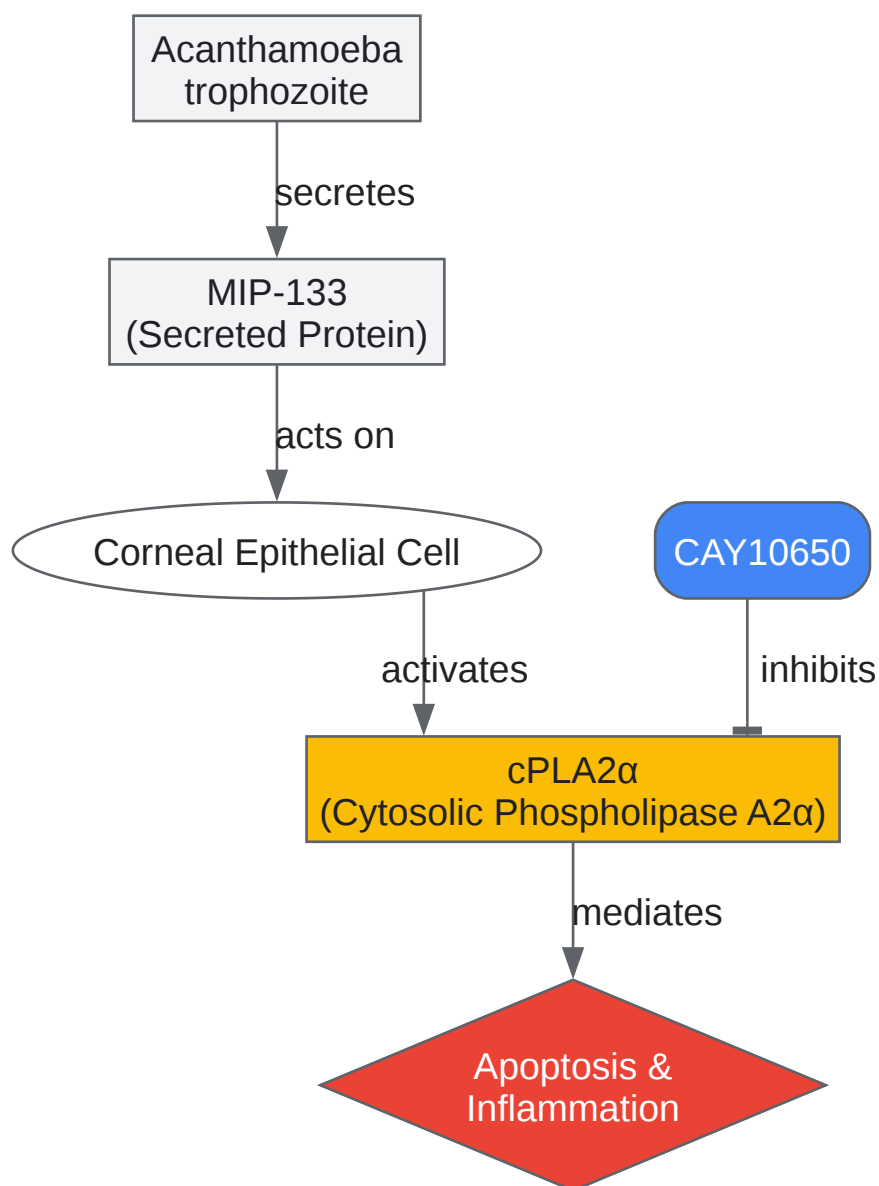 Acanthamoeba
trophozoite
secretes
MIP-133
(Secreted Protein)
acts on
Corneal Epithelial Cell
CAY10650
activates
inhibits
cPLA2α
(Cytosolic Phospholipase A2α)
mediates
Apoptosis &
Inflammation